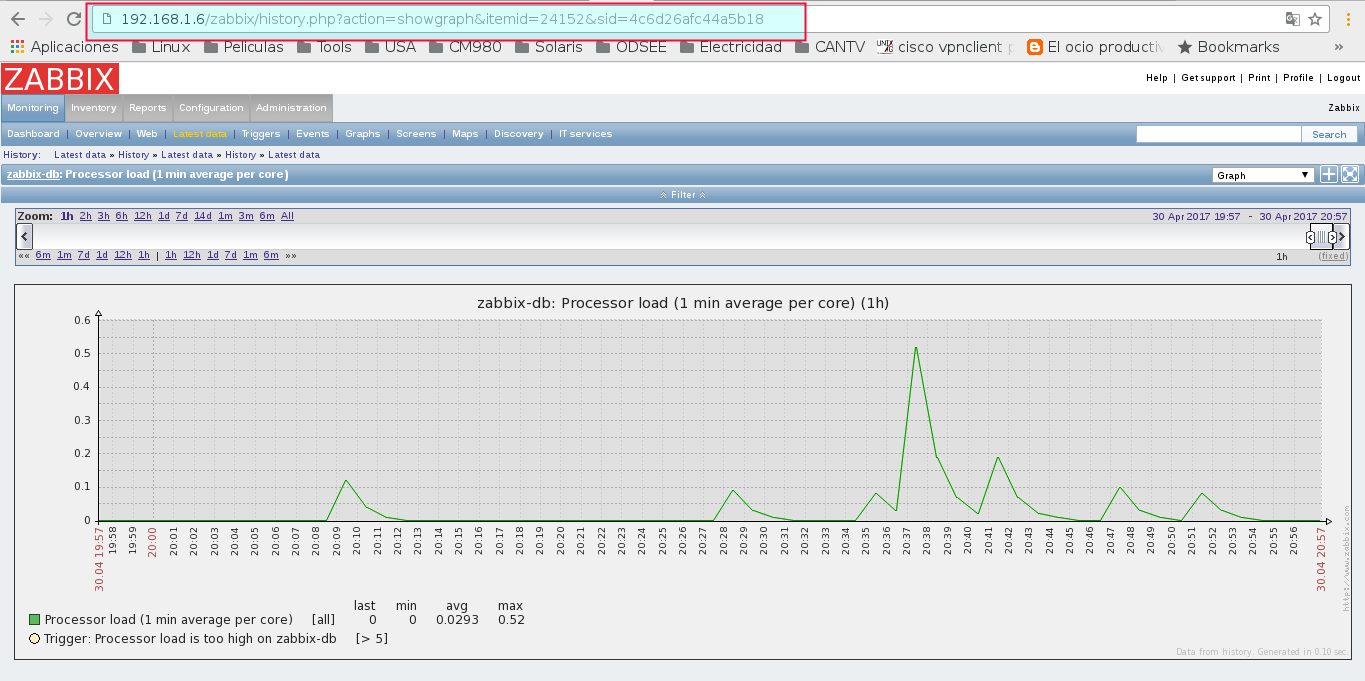 192.168.1.6/zabbix/history.php?action=showgraph&itemid=24152&sid=4c6d26afc44a5b18
Aplicaciones Linux Peliculas Tools USA CM980 Solaris ODSEE Electricidad CANTV cisco vpnclient El ocio productiv Bookmarks »
ZABBIX
Help | Get support | Print | Profile | Logout
Monitoring Inventory Reports Configuration Administration Zabbix
Dashboard | Overview | Web | Latest data | Triggers | Events | Graphs | Screens | Maps | Discovery | IT services Search
History: Latest data » History » Latest data » History » Latest data
zabbix-db: Processor load (1 min average per core) Graph
Filter
Zoom: 1h 2h 3h 6h 12h 1d 7d 14d 1m 3m 6m All 30 Apr 2017 19:57 - 30 Apr 2017 20:57
«« 6m 1m 7d 1d 12h 1h | 1h 12h 1d 7d 1m 6m »» 1h (fixed)
zabbix-db: Processor load (1 min average per core) (1h)
0.6
0.5
0.4
0.3
0.2
0.1
0
30.04 19:57 19:58 19:59 20:00 20:01 20:02 20:03 20:04 20:05 20:06 20:07 20:08 20:09 20:10 20:11 20:12 20:13 20:14 20:15 20:16 20:17 20:18 20:19 20:20 20:21 20:22 20:23 20:24 20:25 20:26 20:27 20:28 20:29 20:30 20:31 20:32 20:33 20:34 20:35 20:36 20:37 20:38 20:39 20:40 20:41 20:42 20:43 20:44 20:45 20:46 20:47 20:48 20:49 20:50 20:51 20:52 20:53 20:54 20:55 20:56 30.04 20:57
http://www.zabbix.com
last min avg max
Processor load (1 min average per core) [all] 0 0 0.0293 0.52
Trigger: Processor load is too high on zabbix-db [> 5]
Data from history. Generated in 0.10 sec